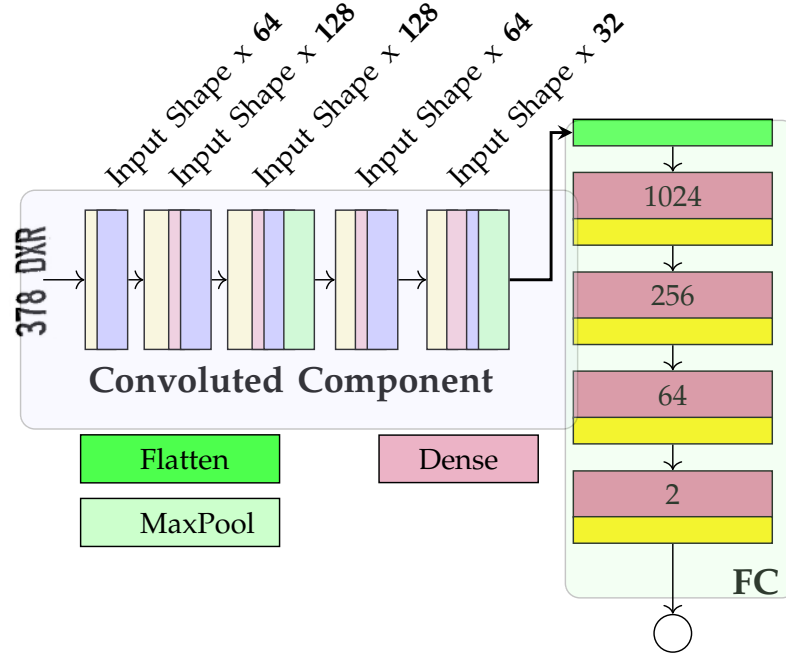 Input Shape x 64
Input Shape x 128
Input Shape x 128
Input Shape x 64
Input Shape x 32
378 DXR
Convoluted Component
1024
256
64
2
FC
Flatten
Dense
MaxPool